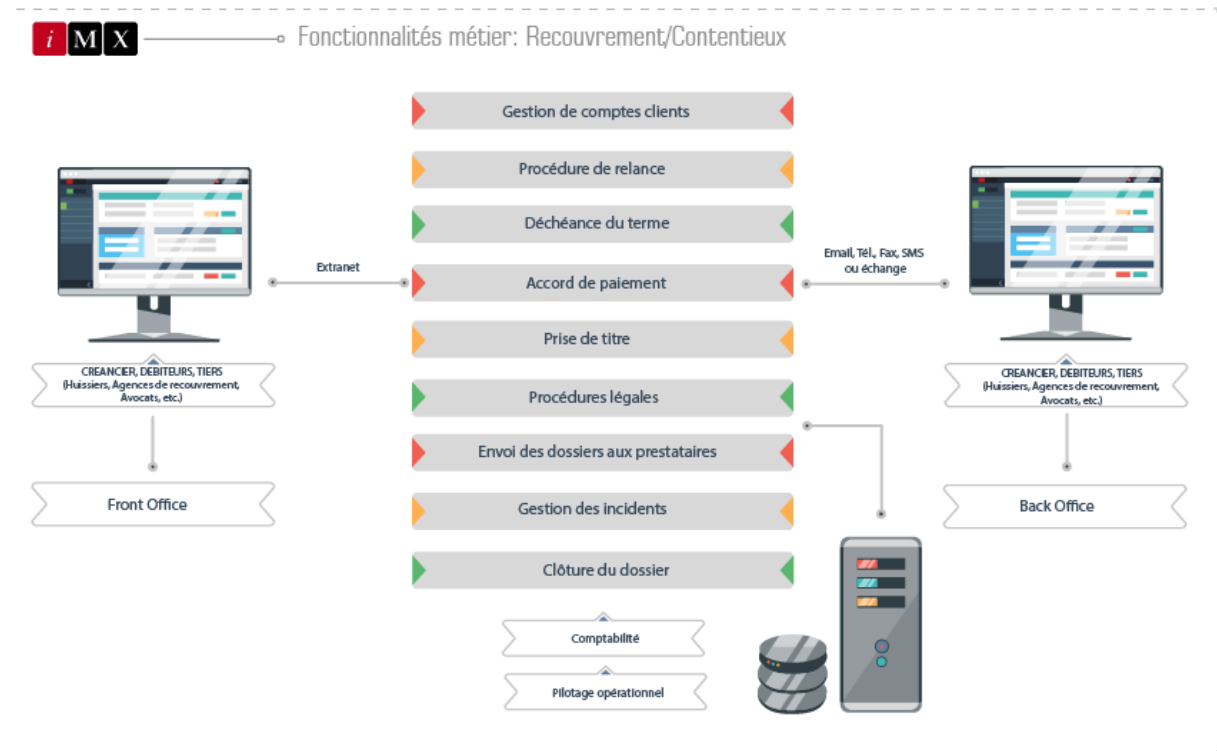 iMX
Fonctionnalités métier: Recouvrement/Contentieux
Gestion de comptes clients
Procédure de relance
Déchéance du terme
Accord de paiement
Prise de titre
Procédures légales
Envoi des dossiers aux prestataires
Gestion des incidents
Clôture du dossier
Comptabilité
Pilotage opérationnel
Extranet
CREANCIER, DEBITEURS, TIERS
(Huissiers, Agences de recouvrement,
Avocats, etc.)
Front Office
Email, Tél., Fax, SMS
ou échange
CREANCIER, DEBITEURS, TIERS
(Huissiers, Agences de recouvrement,
Avocats, etc.)
Back Office